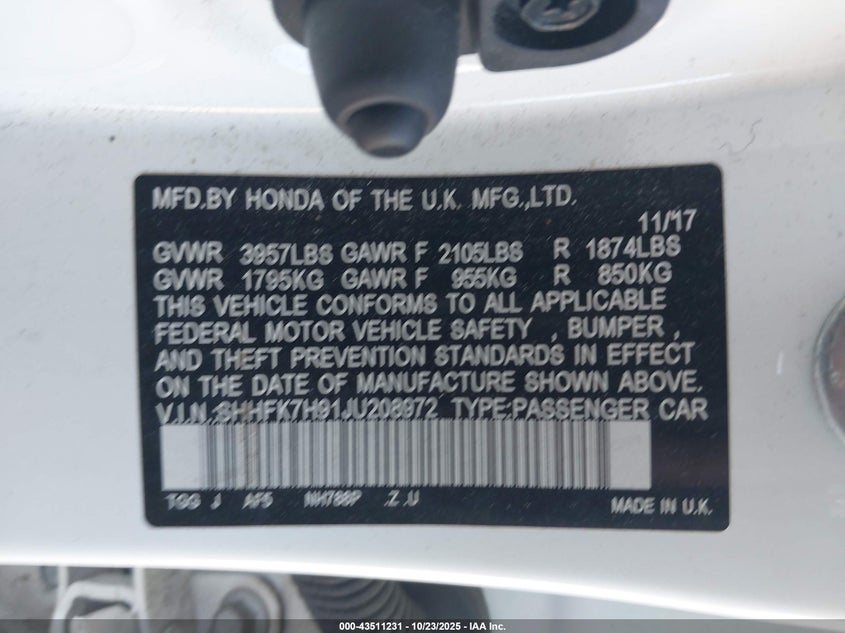 MFD.BY HONDA OF THE U.K. MFG.,LTD.
11/17
GVWR 3957LBS GAWR F 2105LBS R 1874LBS
GVWR 1795KG GAWR F 955KG R 850KG
THIS VEHICLE CONFORMS TO ALL APPLICABLE
FEDERAL MOTOR VEHICLE SAFETY , BUMPER ,
AND THEFT PREVENTION STANDARDS IN EFFECT
ON THE DATE OF MANUFACTURE SHOWN ABOVE.
V.I.N.:SHHFK7H91JU208972 TYPE:PASSENGER CAR
TGG J AF5 NH788P .Z .U
MADE IN U.K.
000-43511231 - 10/23/2025 - IAA Inc.